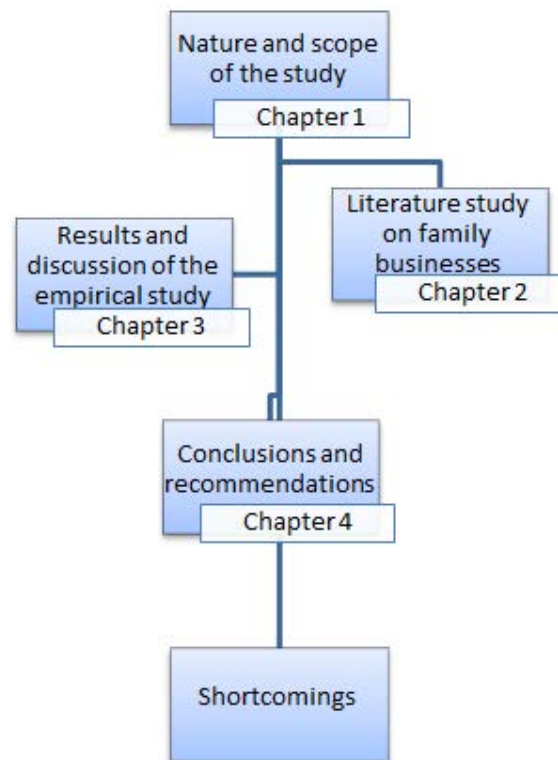 Nature and scope
of the study
Chapter 1
Literature study
on family
businesses
Chapter 2
Results and
discussion of the
empirical study
Chapter 3
Conclusions and
recommendations
Chapter 4
Shortcomings